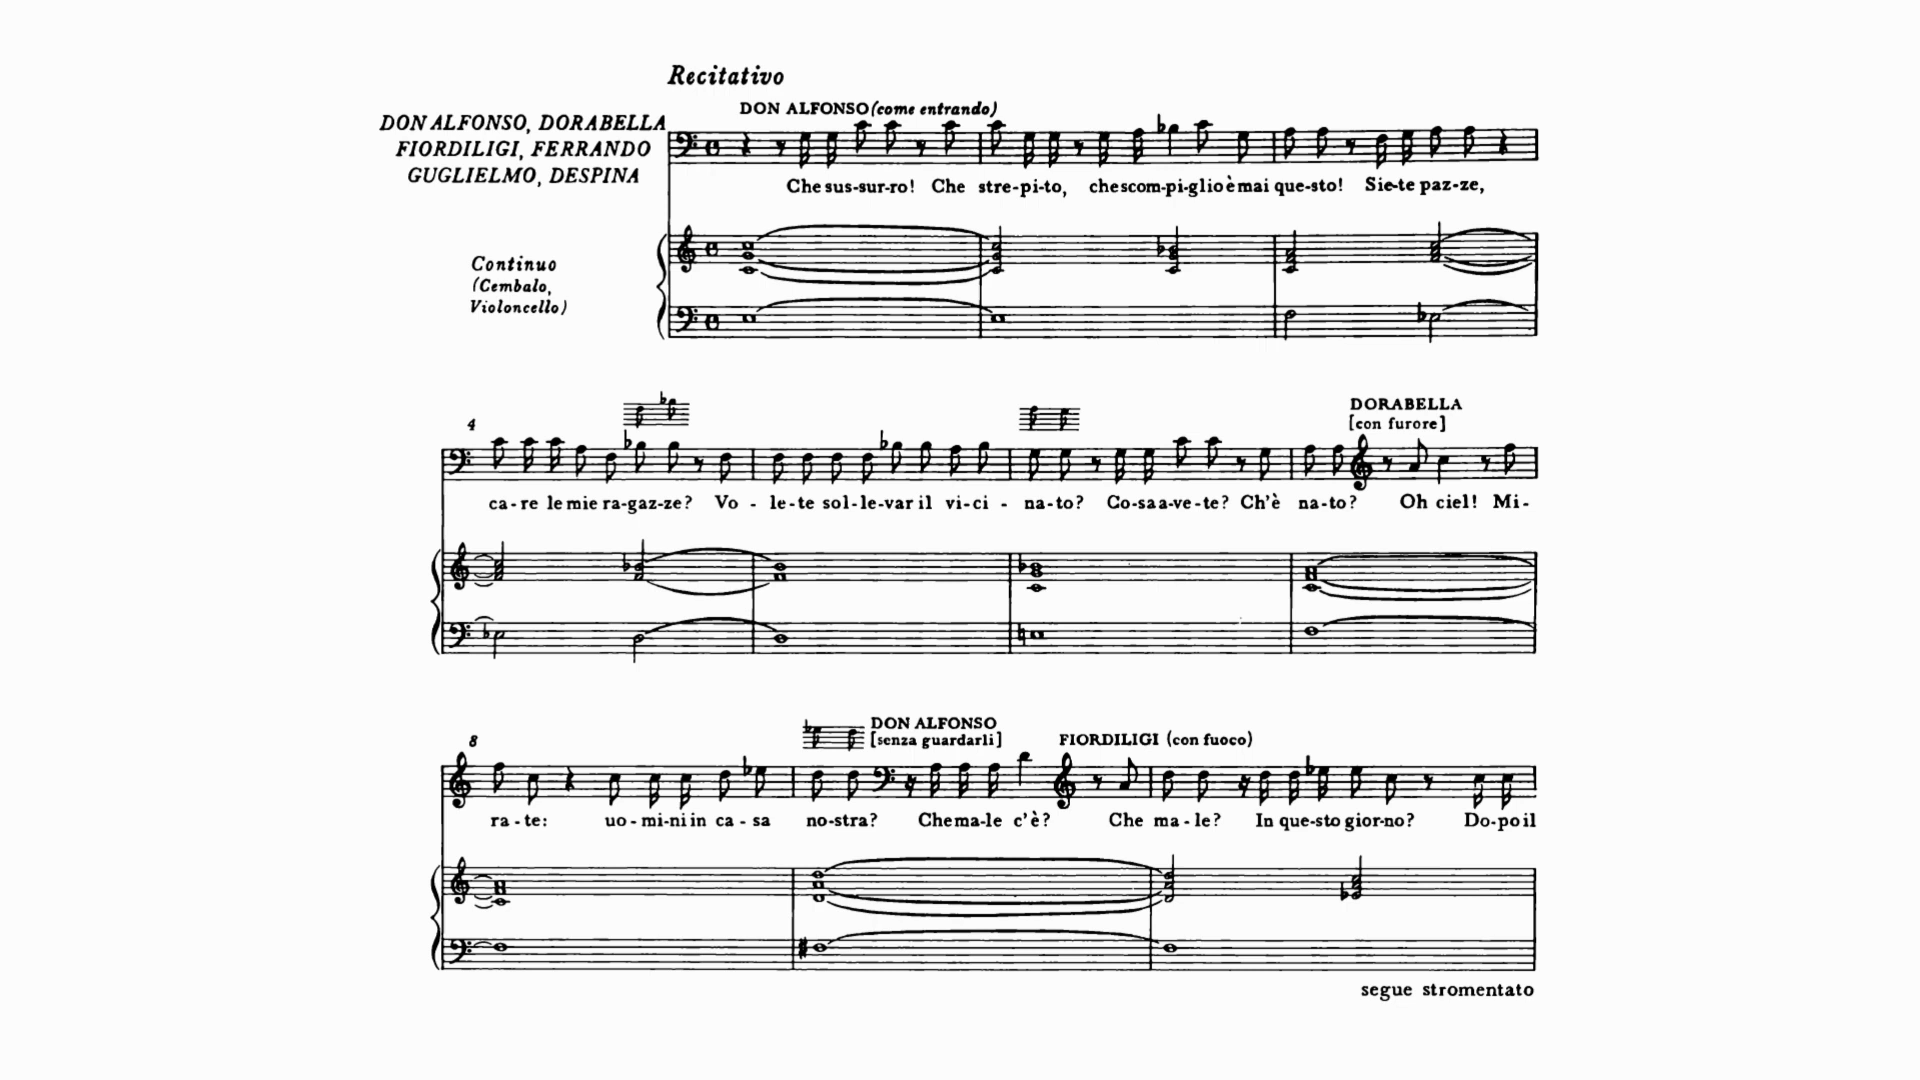 Recitativo
DON ALFONSO (come entrando)
DON ALFONSO, DORABELLA
FIORDILIGI, FERRANDO
GUGLIELMO, DESPINA
Che sus-sur-ro! Che stre-pi-to, che scom-pi-glio è mai que-sto! Sie-te paz-ze,
Continuo
(Cembalo,
Violoncello)
4
DORABELLA
[con furore]
ca-re le mie ra-gaz-ze? Vo - le-te sol-le-var il vi-ci - na-to? Co-sa a-ve-te? Ch'è na-to? Oh ciel! Mi-
8
DON ALFONSO
[senza guardarli]
FIORDILIGI (con fuoco)
ra-te: uo-mi-ni in ca-sa no-stra? Che ma-le c'è? Che ma-le? In que-sto gior-no? Do-po il
segue stromentato